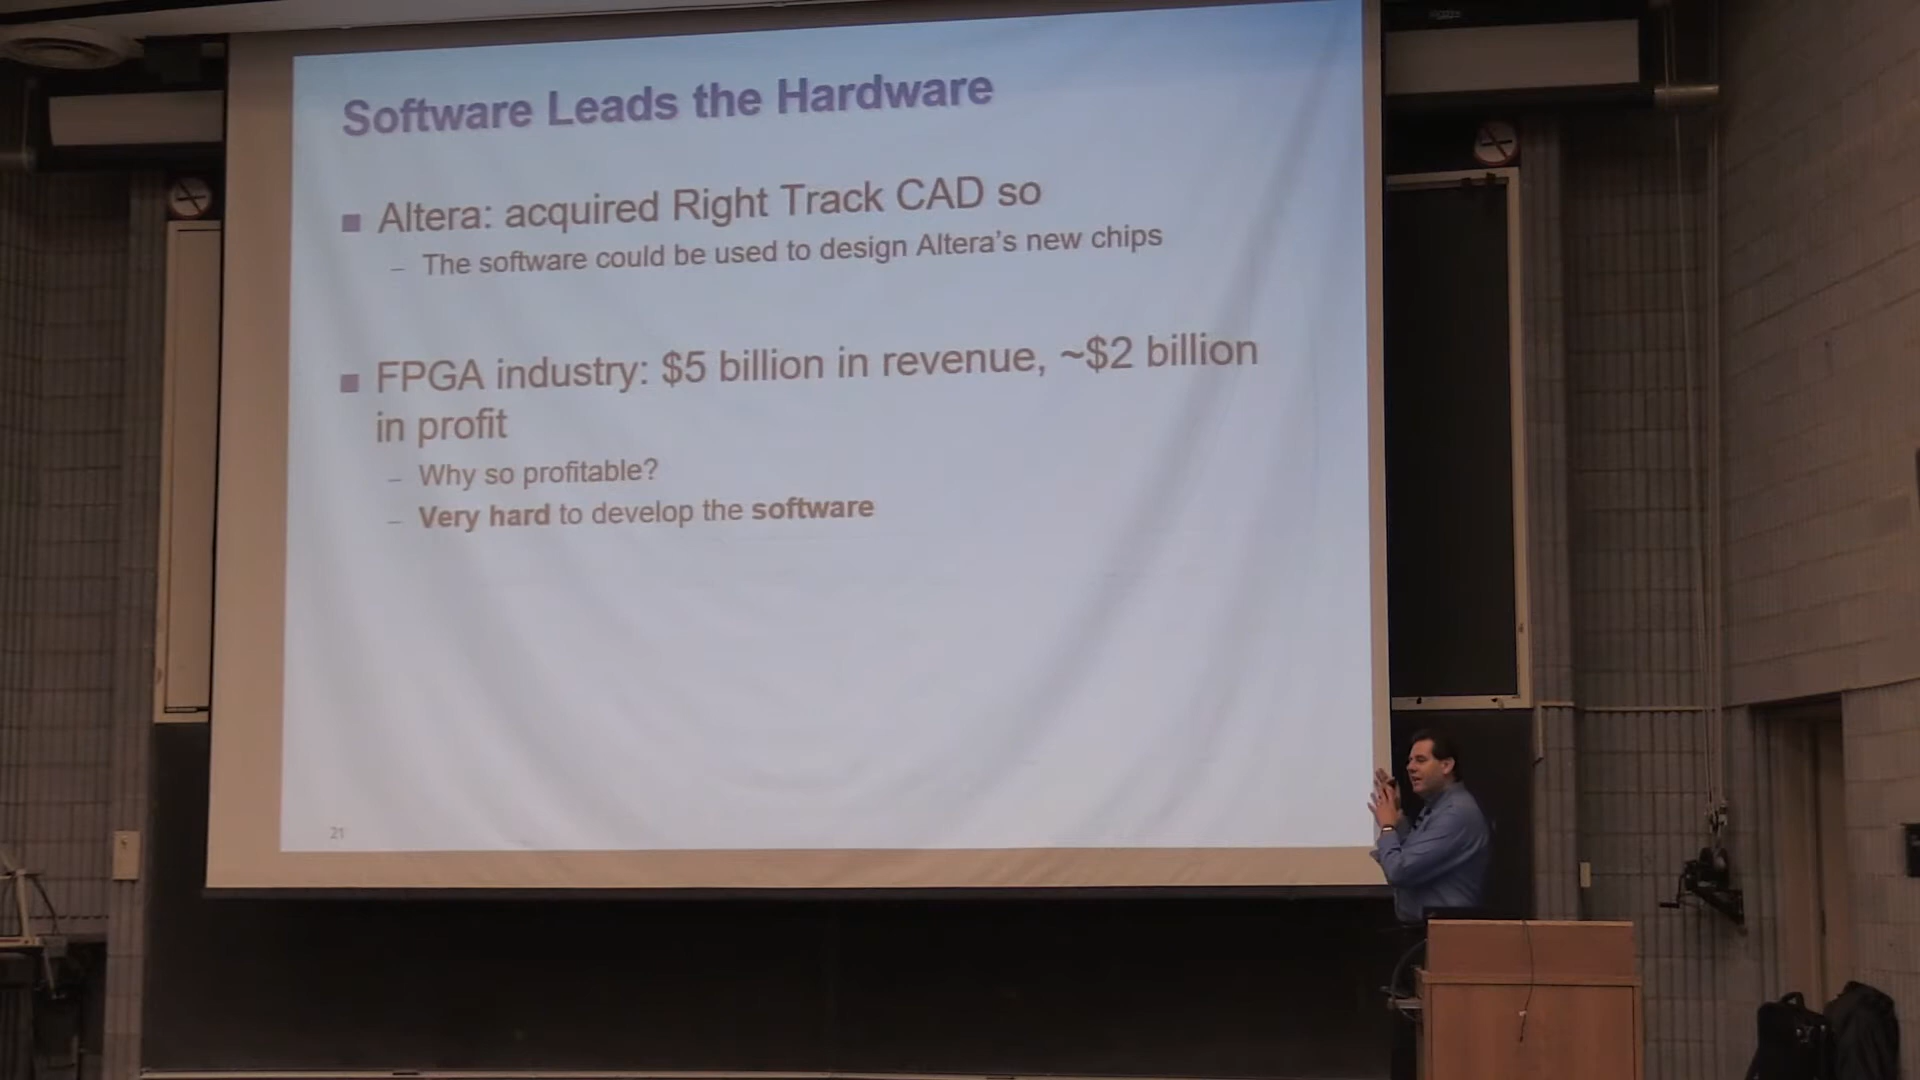 Software Leads the Hardware
■ Altera: acquired Right Track CAD so
– The software could be used to design Altera's new chips
■ FPGA industry: $5 billion in revenue, ~$2 billion
in profit
– Why so profitable?
– Very hard to develop the software
21